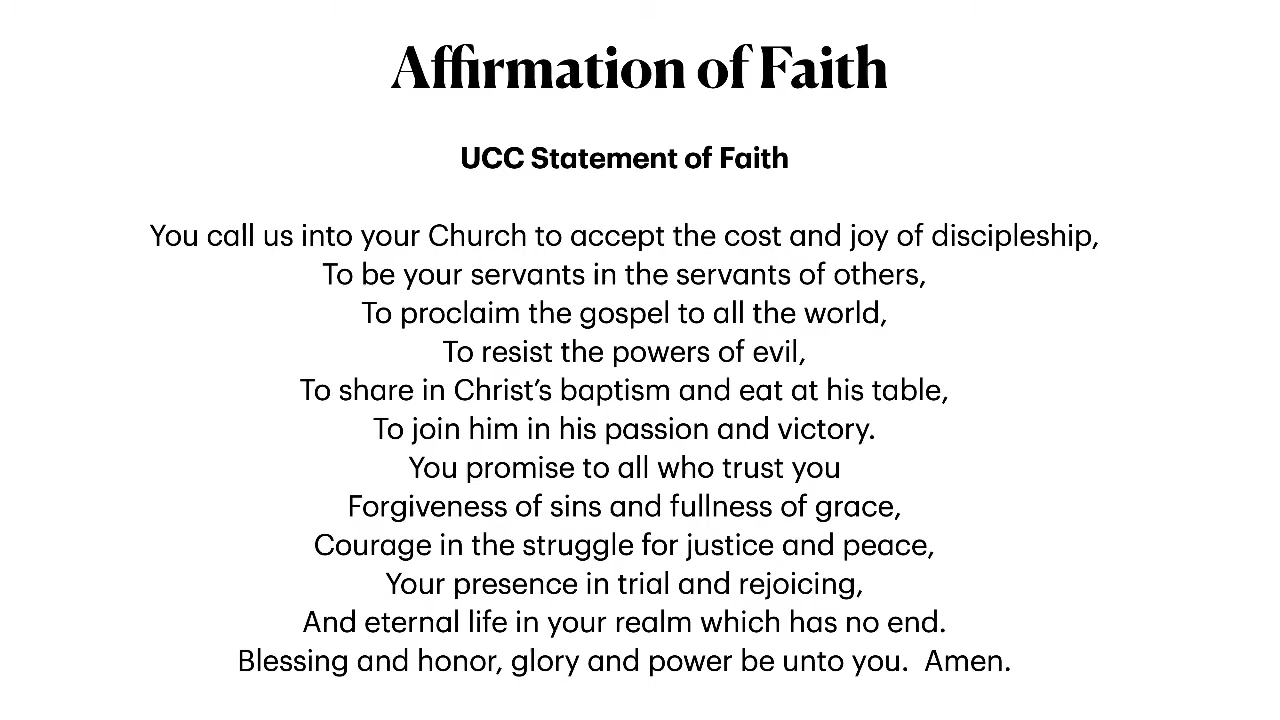 Affirmation of Faith
UCC Statement of Faith
You call us into your Church to accept the cost and joy of discipleship,
To be your servants in the servants of others,
To proclaim the gospel to all the world,
To resist the powers of evil,
To share in Christ’s baptism and eat at his table,
To join him in his passion and victory.
You promise to all who trust you
Forgiveness of sins and fullness of grace,
Courage in the struggle for justice and peace,
Your presence in trial and rejoicing,
And eternal life in your realm which has no end.
Blessing and honor, glory and power be unto you.  Amen.